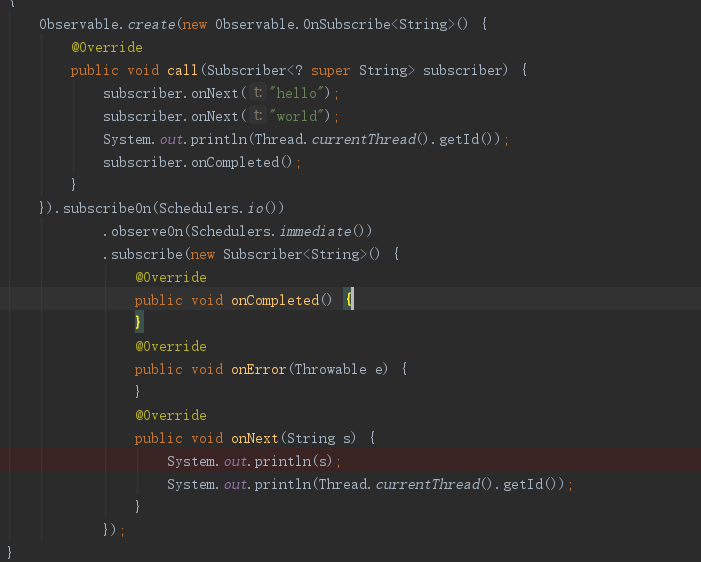 {
Observable.create(new Observable.OnSubscribe<String>() {
@Override
public void call(Subscriber<? super String> subscriber) {
subscriber.onNext( t: "hello");
subscriber.onNext( t: "world");
System.out.println(Thread.currentThread().getId());
subscriber.onCompleted();
}
}).subscribeOn(Schedulers.io())
.observeOn(Schedulers.immediate())
.subscribe(new Subscriber<String>() {
@Override
public void onCompleted() {
}
@Override
public void onError(Throwable e) {
}
@Override
public void onNext(String s) {
System.out.println(s);
System.out.println(Thread.currentThread().getId());
}
});
}